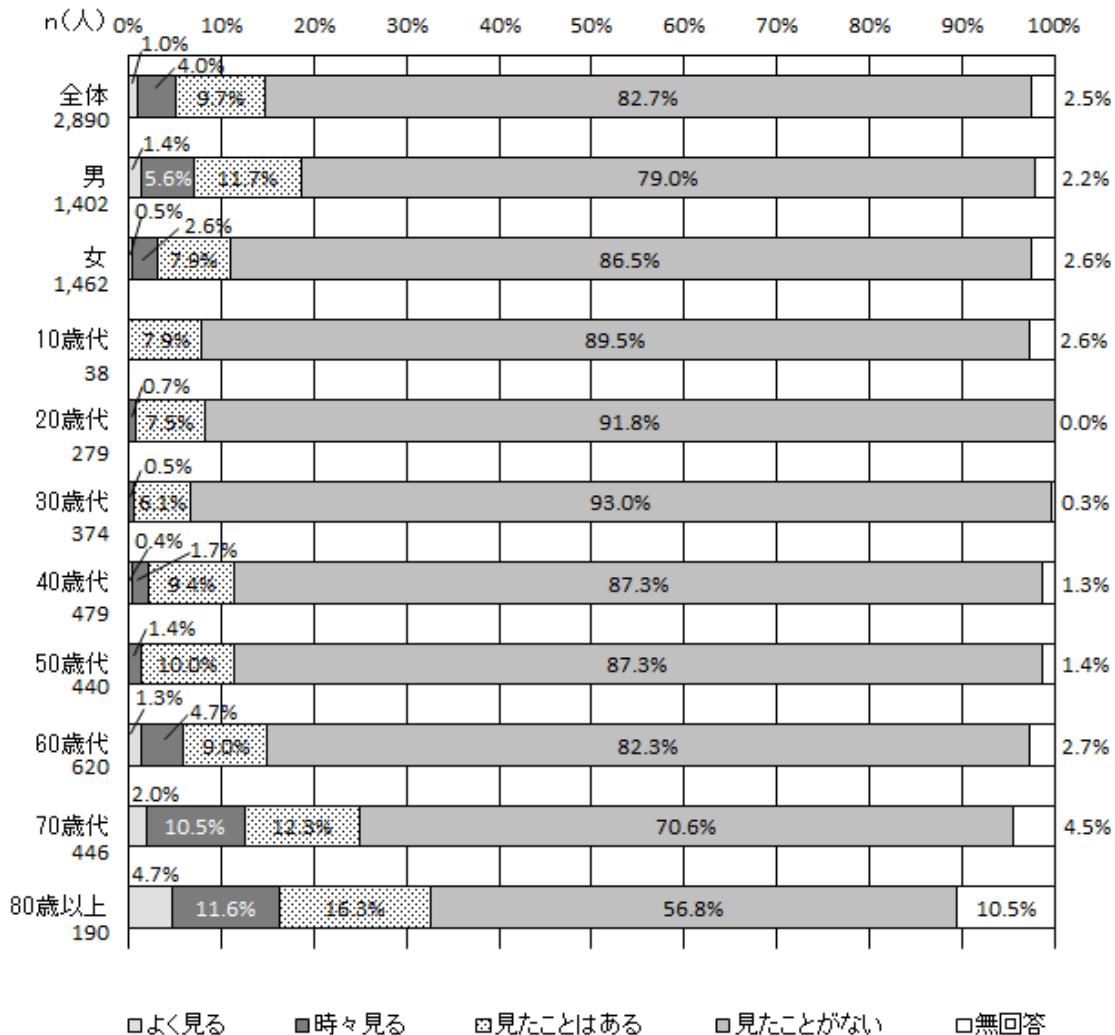 n(人) 0% 10% 20% 30% 40% 50% 60% 70% 80% 90% 100%
1.0%
4.0%
全体 9.7% 82.7% 2.5%
2,890
1.4%
男 5.6% 11.7% 79.0% 2.2%
1,402
0.5% 2.6%
女 7.9% 86.5% 2.6%
1,462
10歳代 7.9% 89.5% 2.6%
38
0.7%
20歳代 7.5% 91.8% 0.0%
279
0.5%
30歳代 6.1% 93.0% 0.3%
374
0.4% 1.7%
40歳代 9.4% 87.3% 1.3%
479
1.4%
50歳代 10.0% 87.3% 1.4%
440
1.3% 4.7%
60歳代 9.0% 82.3% 2.7%
620
2.0%
70歳代 10.5% 12.3% 70.6% 4.5%
446
4.7%
80歳以上 11.6% 16.3% 56.8% 10.5%
190
よく見る 時々見る 見たことはある 見たことがない 無回答